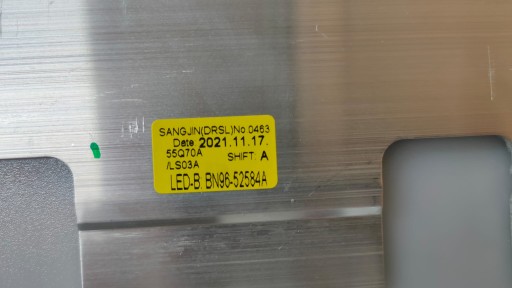 SANGJIN(DRSL)No.0463
Date 2021.11.17.
55Q70A SHIFT: A
/LS03A
LED-B BN96-52584A